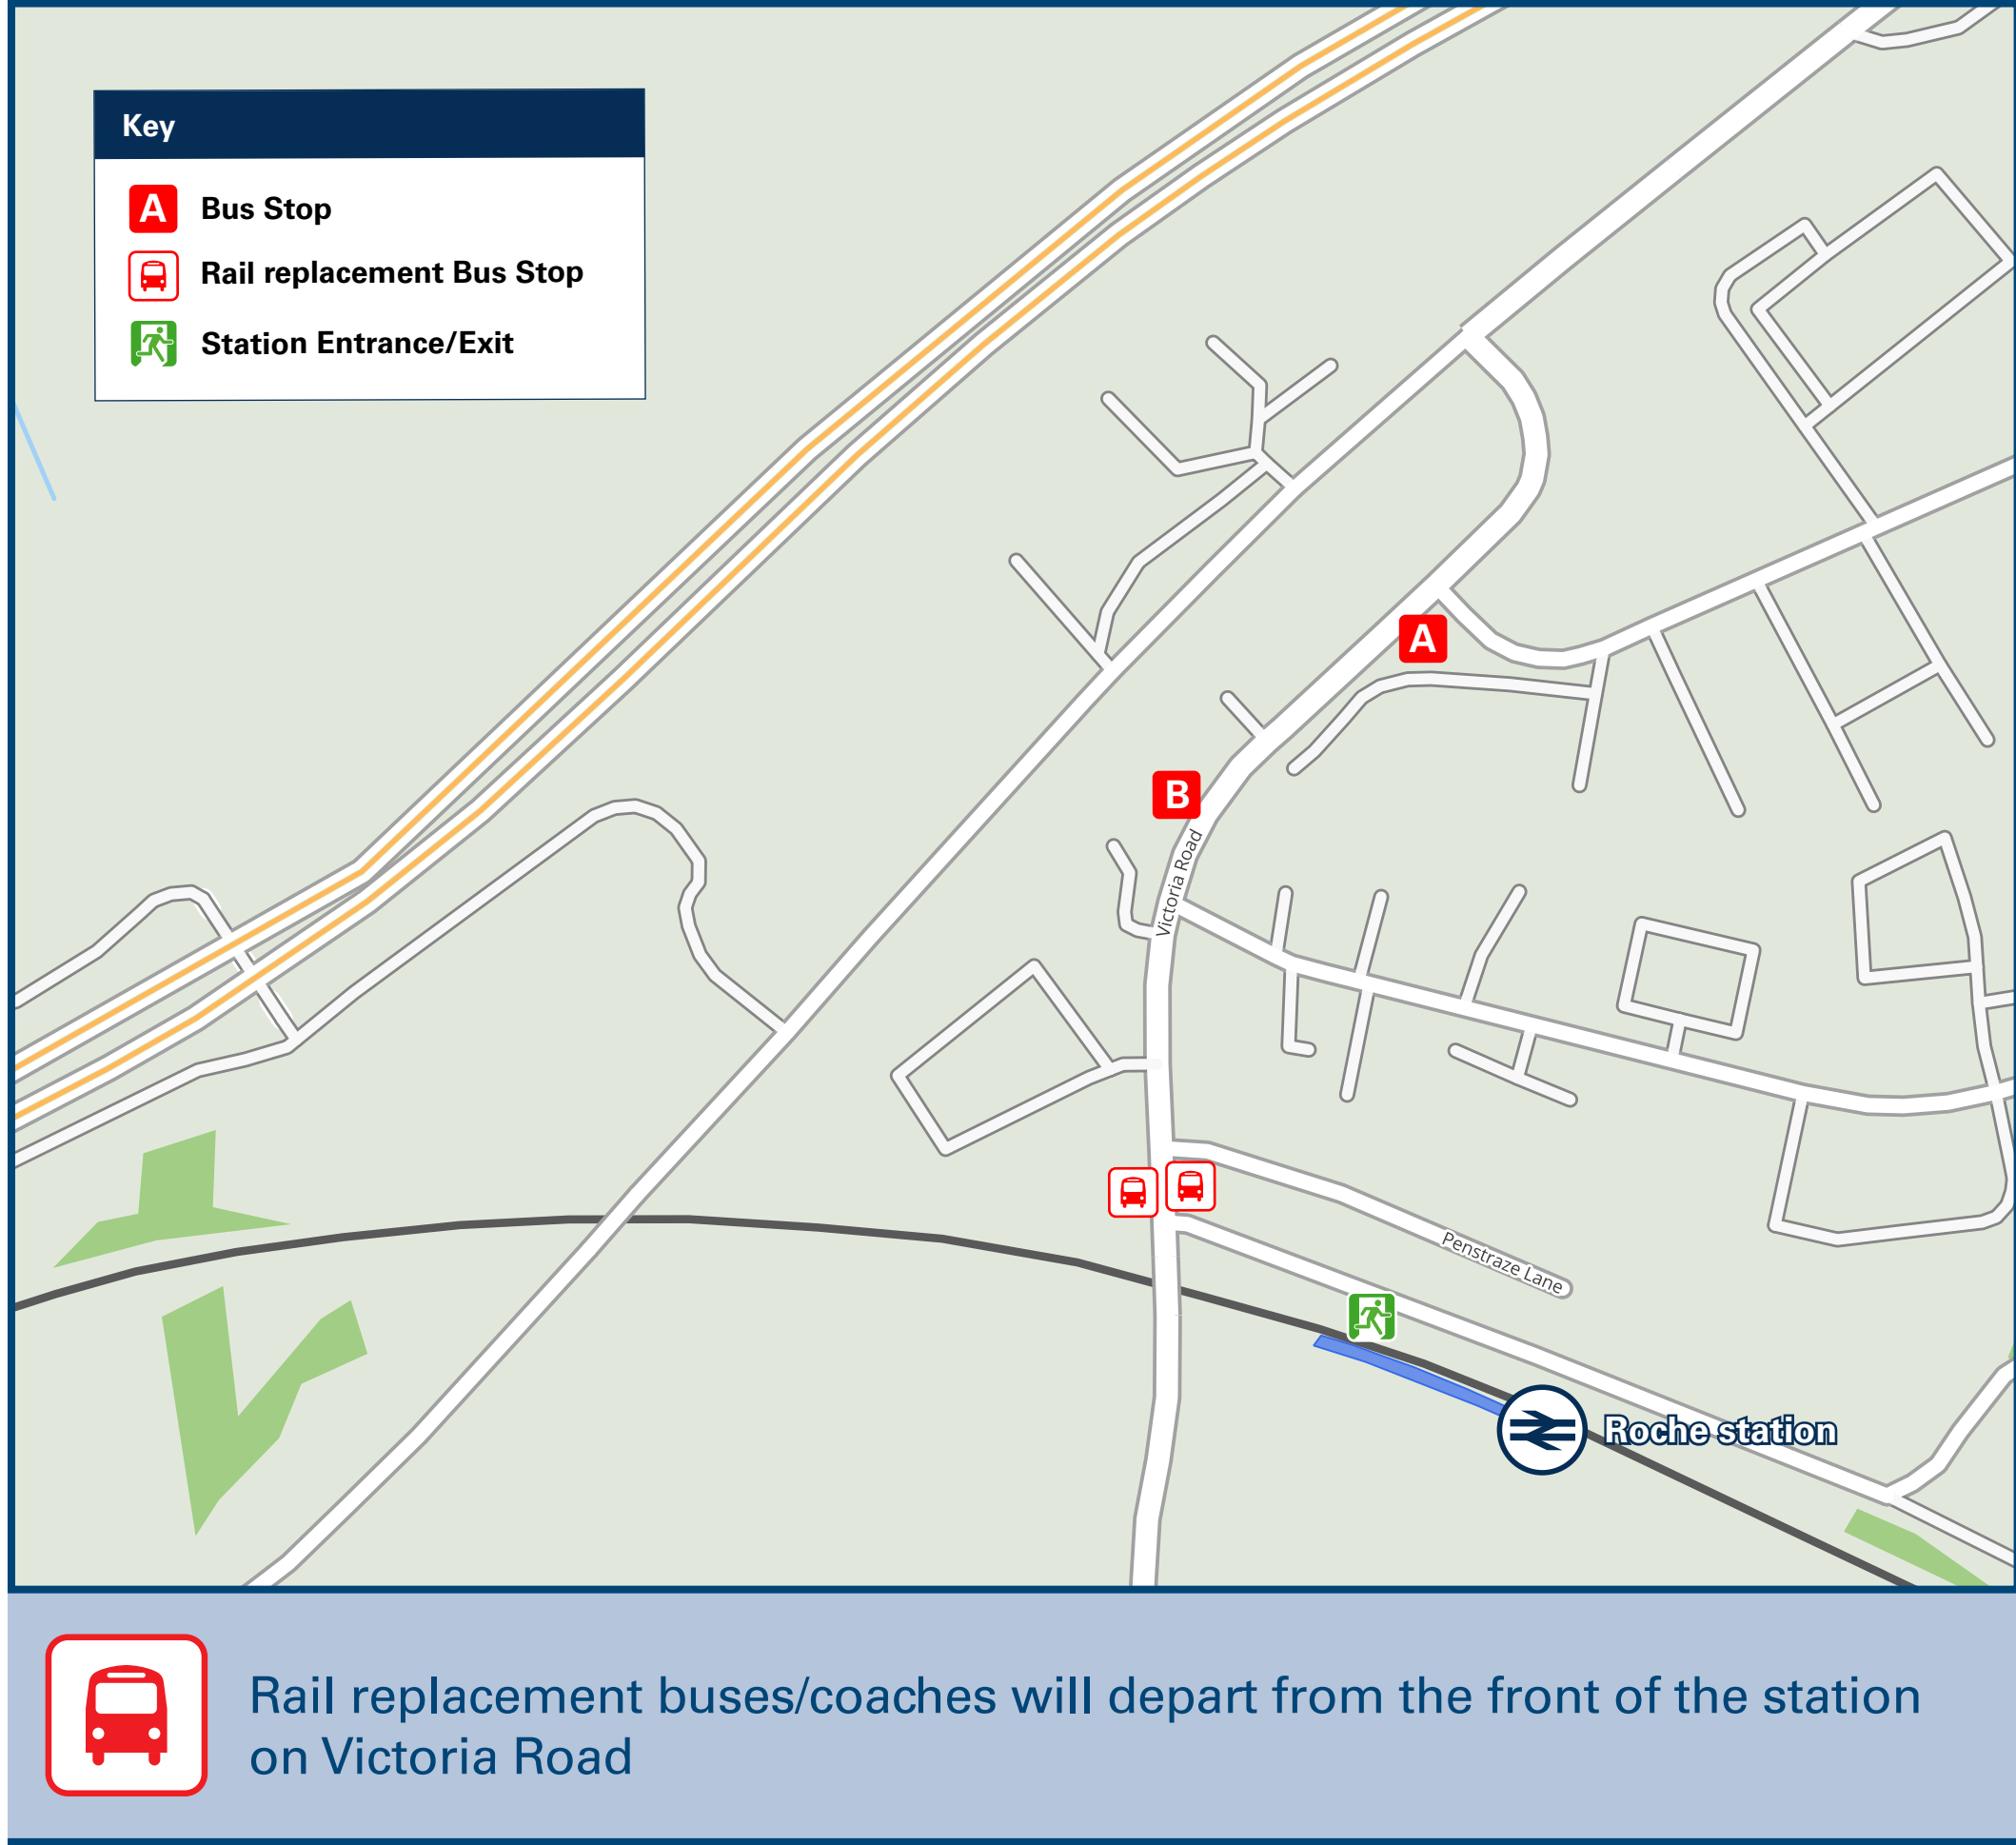 Key
A Bus Stop
Rail replacement Bus Stop
Station Entrance/Exit
A
B
Victoria Road
Penstraze Lane
Roche station
Rail replacement buses/coaches will depart from the front of the station
on Victoria Road